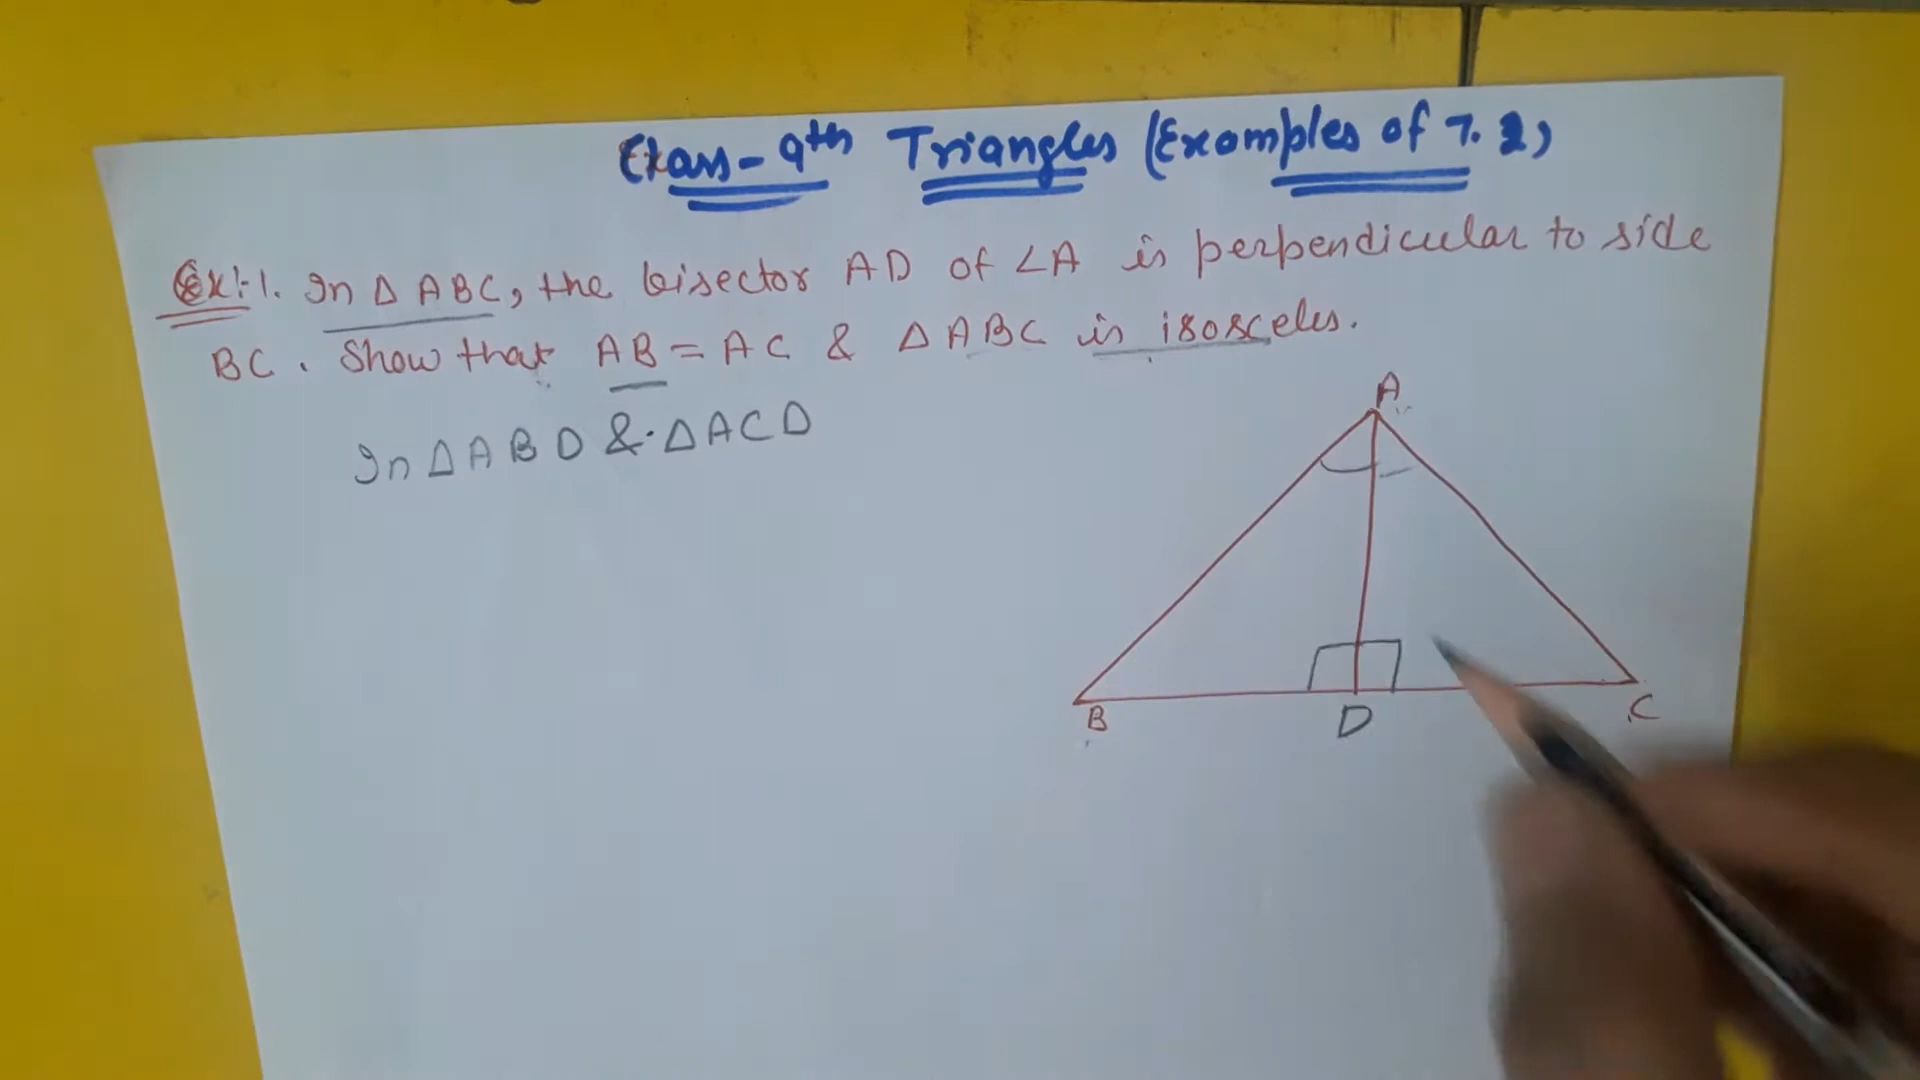 Class - 9th Triangles (Examples of 7.2)
Ex:-1. In Δ ABC, the bisector AD of ∠A is perpendicular to side
BC. Show that AB = AC & Δ ABC is isosceles.
In Δ ABD & Δ ACD
A
B
D
C